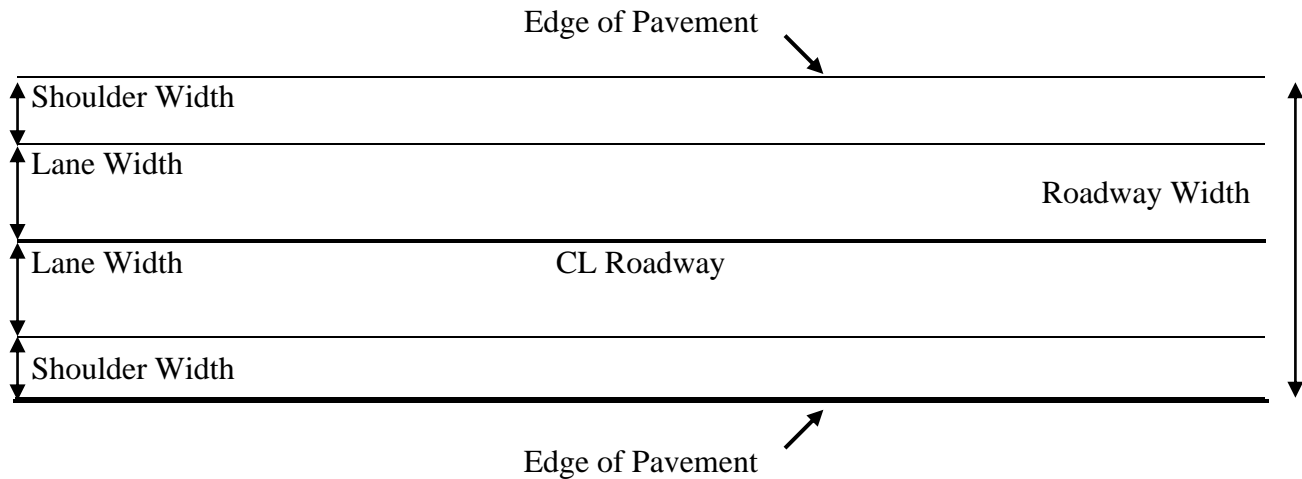 Edge of Pavement
Shoulder Width
Lane Width
Roadway Width
Lane Width
CL Roadway
Shoulder Width
Edge of Pavement